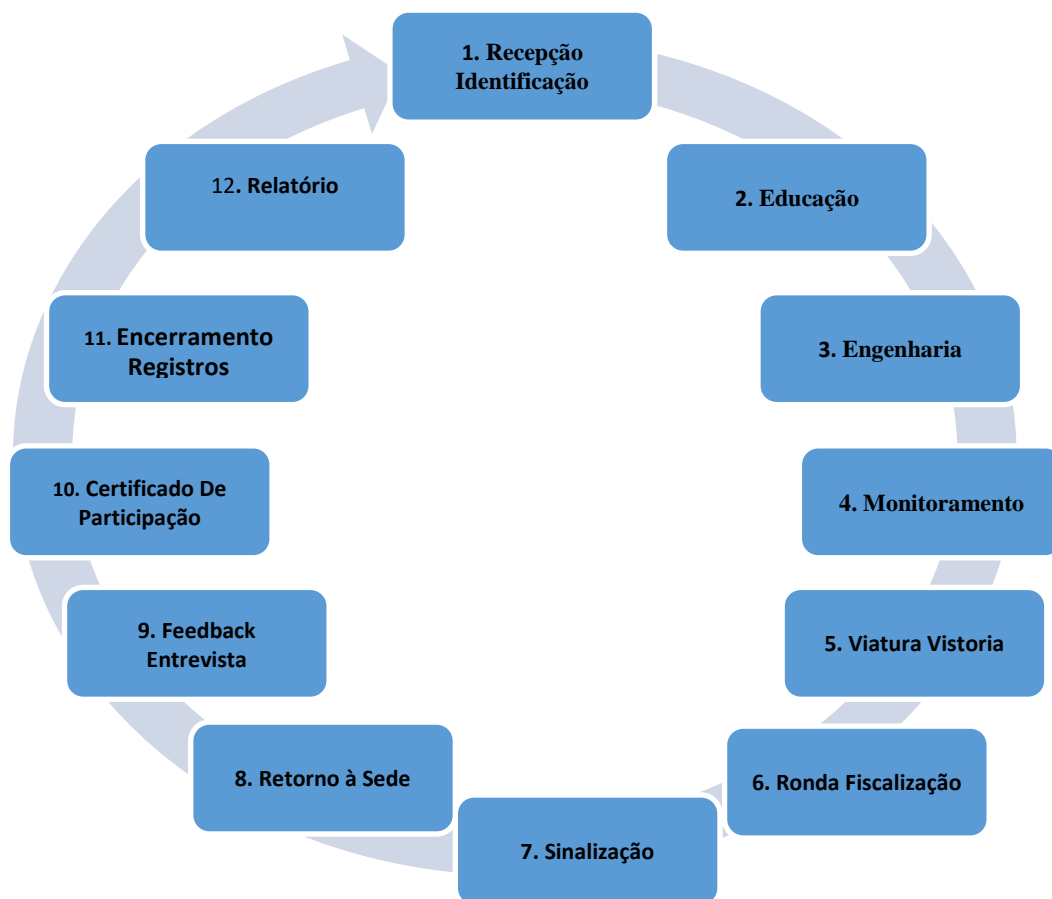 1. Recepção
Identificação
2. Educação
3. Engenharia
4. Monitoramento
5. Viatura Vistoria
6. Ronda Fiscalização
7. Sinalização
8. Retorno à Sede
9. Feedback
Entrevista
10. Certificado De
Participação
11. Encerramento
Registros
12. Relatório